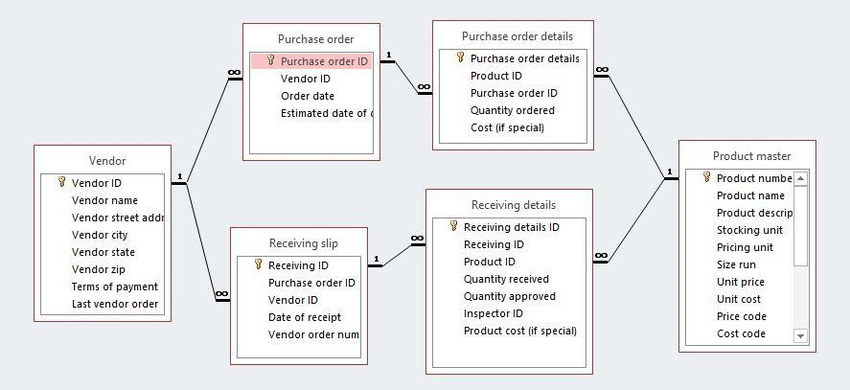 Purchase order
Purchase order ID
Vendor ID
Order date
Estimated date of
1
∞
∞
Purchase order details
Purchase order details
Product ID
Purchase order ID
Quantity ordered
Cost (if special)
∞
Vendor
Vendor ID
Vendor name
Vendor street addr
Vendor city
Vendor state
Vendor zip
Terms of payment
Last vendor order
1
∞
Receiving slip
Receiving ID
Purchase order ID
Vendor ID
Date of receipt
Vendor order num
1
∞
Receiving details
Receiving details ID
Receiving ID
Product ID
Quantity received
Quantity approved
Inspector ID
Product cost (if special)
∞
1
Product master
Product numbe
Product name
Product descrip
Stocking unit
Pricing unit
Size run
Unit price
Unit cost
Price code
Cost code